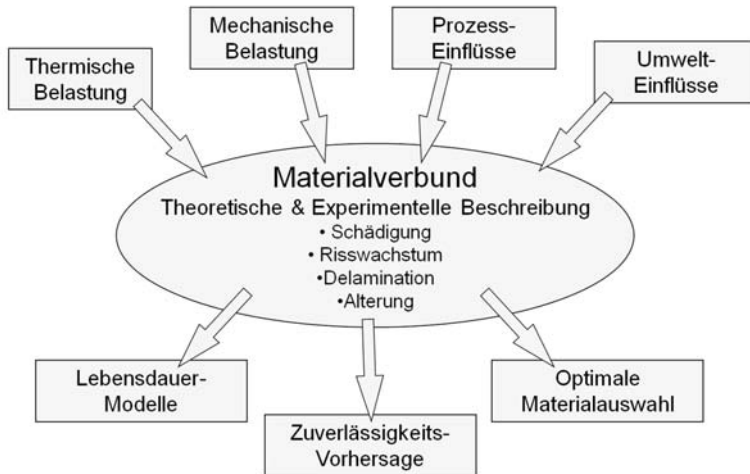 Thermische
Belastung
Mechanische
Belastung
Prozess-
Einflüsse
Umwelt-
Einflüsse
Materialverbund
Theoretische & Experimentelle Beschreibung
• Schädigung
• Risswachstum
•Delamination
•Alterung
Lebensdauer-
Modelle
Zuverlässigkeits-
Vorhersage
Optimale
Materialauswahl